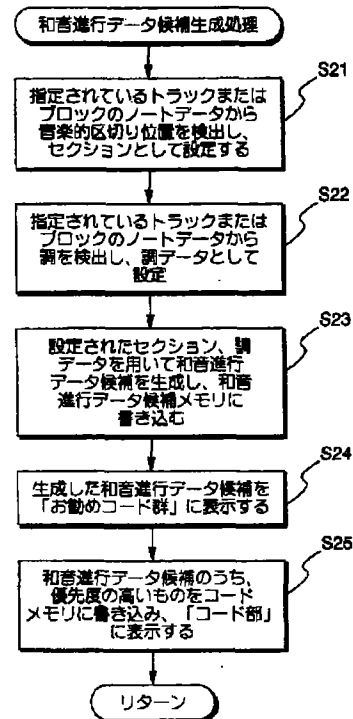 和音進行データ候補生成処理
S21
指定されているトラックまたは
ブロックのノートデータから
音楽的区切り位置を検出し、
セクションとして設定する
S22
指定されているトラックまたは
ブロックのノートデータから
調を検出し、調データとして
設定
S23
設定されたセクション、調
データを用いて和音進行
データ候補を生成し、和音
進行データ候補メモリに
書き込む
S24
生成した和音進行データ候補を
「お勧めコード群」に表示する
S25
和音進行データ候補のうち、
優先度の高いものをコード
メモリに書き込み、「コード部」
に表示する
リターン